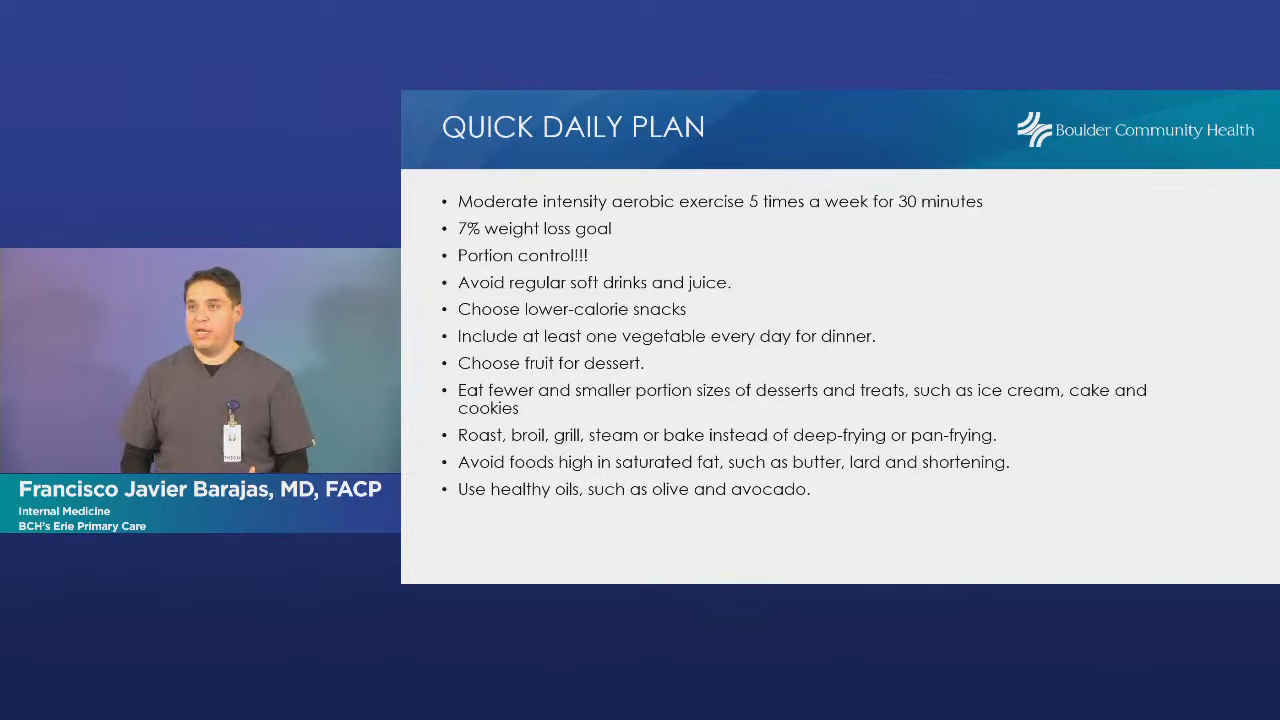 QUICK DAILY PLAN
Boulder Community Health
• Moderate intensity aerobic exercise 5 times a week for 30 minutes
• 7% weight loss goal
• Portion control!!!
• Avoid regular soft drinks and juice.
• Choose lower-calorie snacks
• Include at least one vegetable every day for dinner.
• Choose fruit for dessert.
• Eat fewer and smaller portion sizes of desserts and treats, such as ice cream, cake and
cookies
• Roast, broil, grill, steam or bake instead of deep-frying or pan-frying.
• Avoid foods high in saturated fat, such as butter, lard and shortening.
• Use healthy oils, such as olive and avocado.
Francisco Javier Barajas, MD, FACP
Internal Medicine
BCH's Erie Primary Care